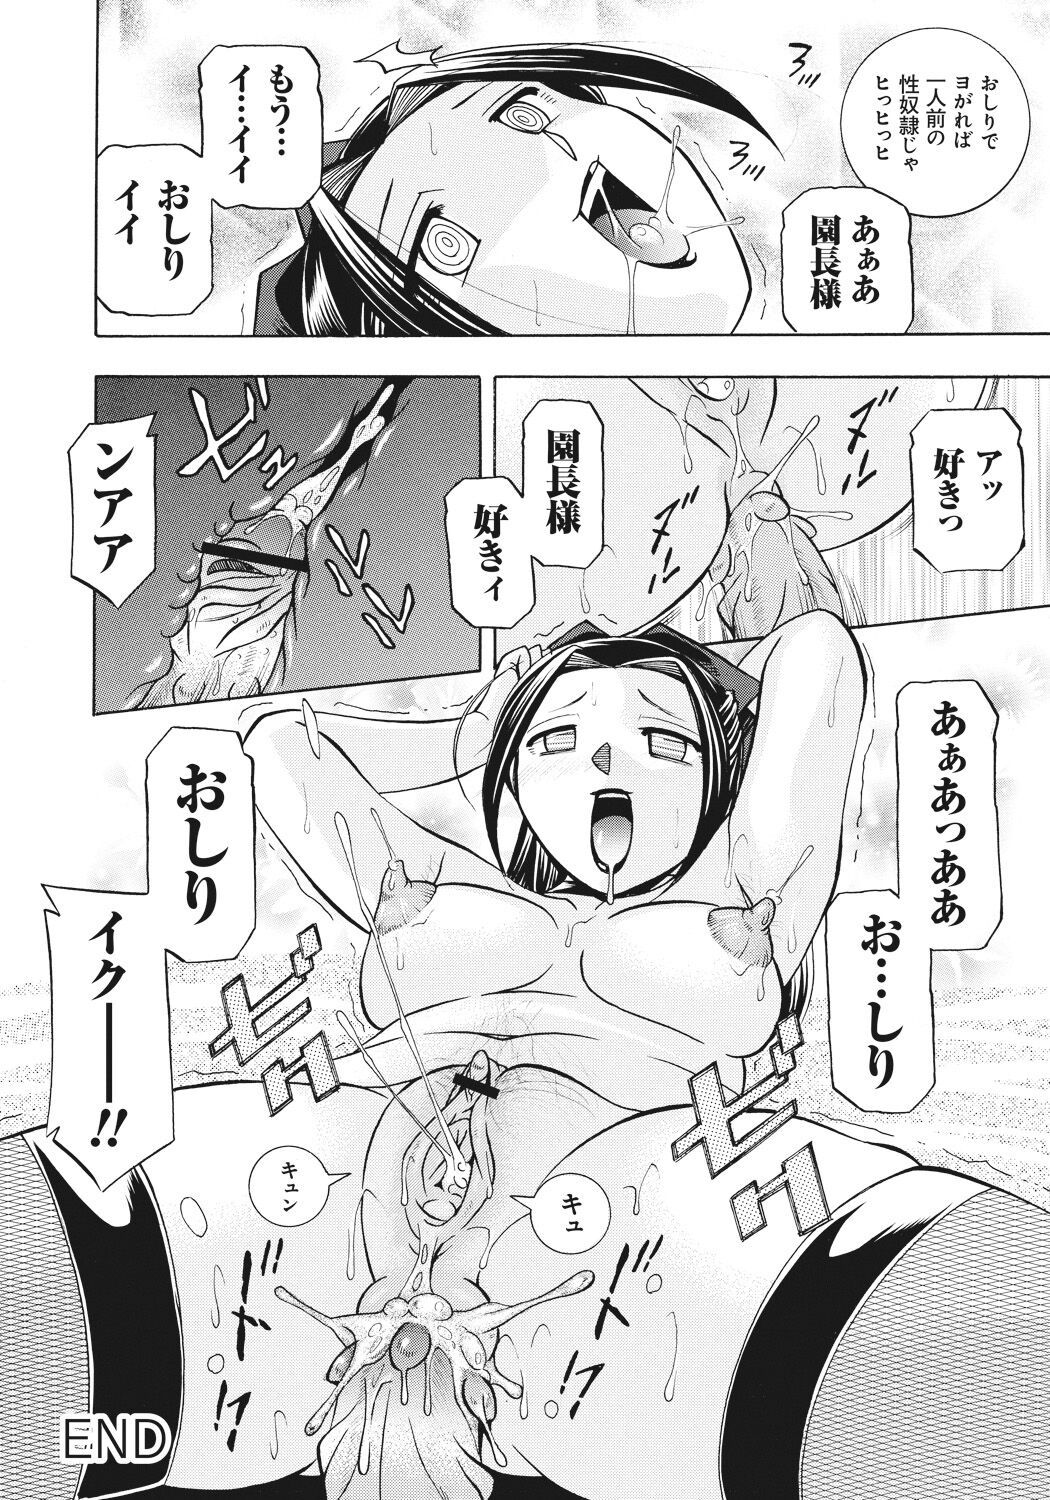 おしりで
ヨがれば
一人前の
性奴隷じゃ
ヒっヒっヒ
あぁあ
園長様
もう…
イ…イイ
おしり
イイ
アッ
好きっ
園長様
好きィ
ンアア
あぁあっああ
お…しり
おしり
イクー!!
キュ
キュン
END